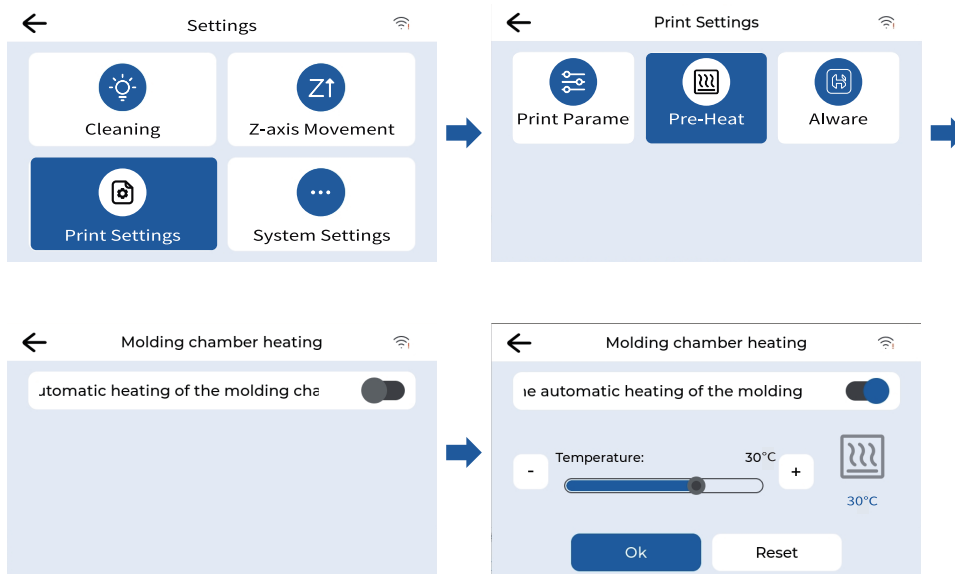 Settings
Cleaning
Z↑
Z-axis Movement
Print Settings
System Settings
Print Settings
Print Parame
Pre-Heat
Alware
Molding chamber heating
utomatic heating of the molding cha
Molding chamber heating
ne automatic heating of the molding
-
Temperature:
30°C
+
30°C
Ok
Reset